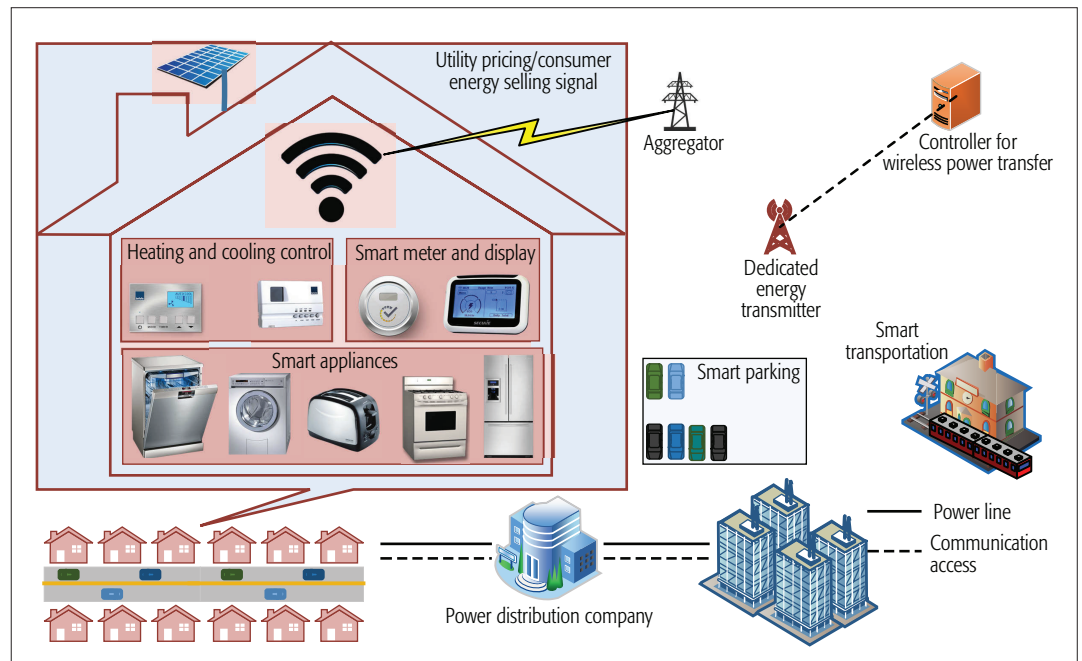 Utility pricing/consumer
energy selling signal
Aggregator
Controller for
wireless power transfer
Dedicated
energy
transmitter
Heating and cooling control
Smart meter and display
Smart appliances
Smart parking
Smart
transportation
Power distribution company
Power line
Communication
access